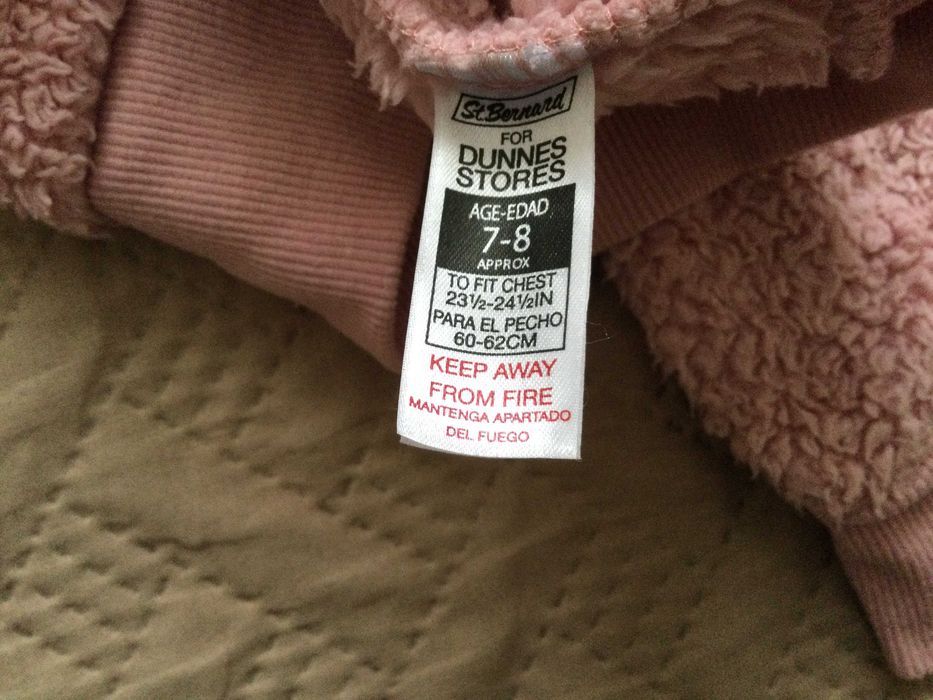 St.Bernard
FOR
DUNNES
STORES
AGE-EDAD
7-8
APPROX
TO FIT CHEST
23½-24½IN
PARA EL PECHO
60-62CM
KEEP AWAY
FROM FIRE
MANTENGA APARTADO
DEL FUEGO